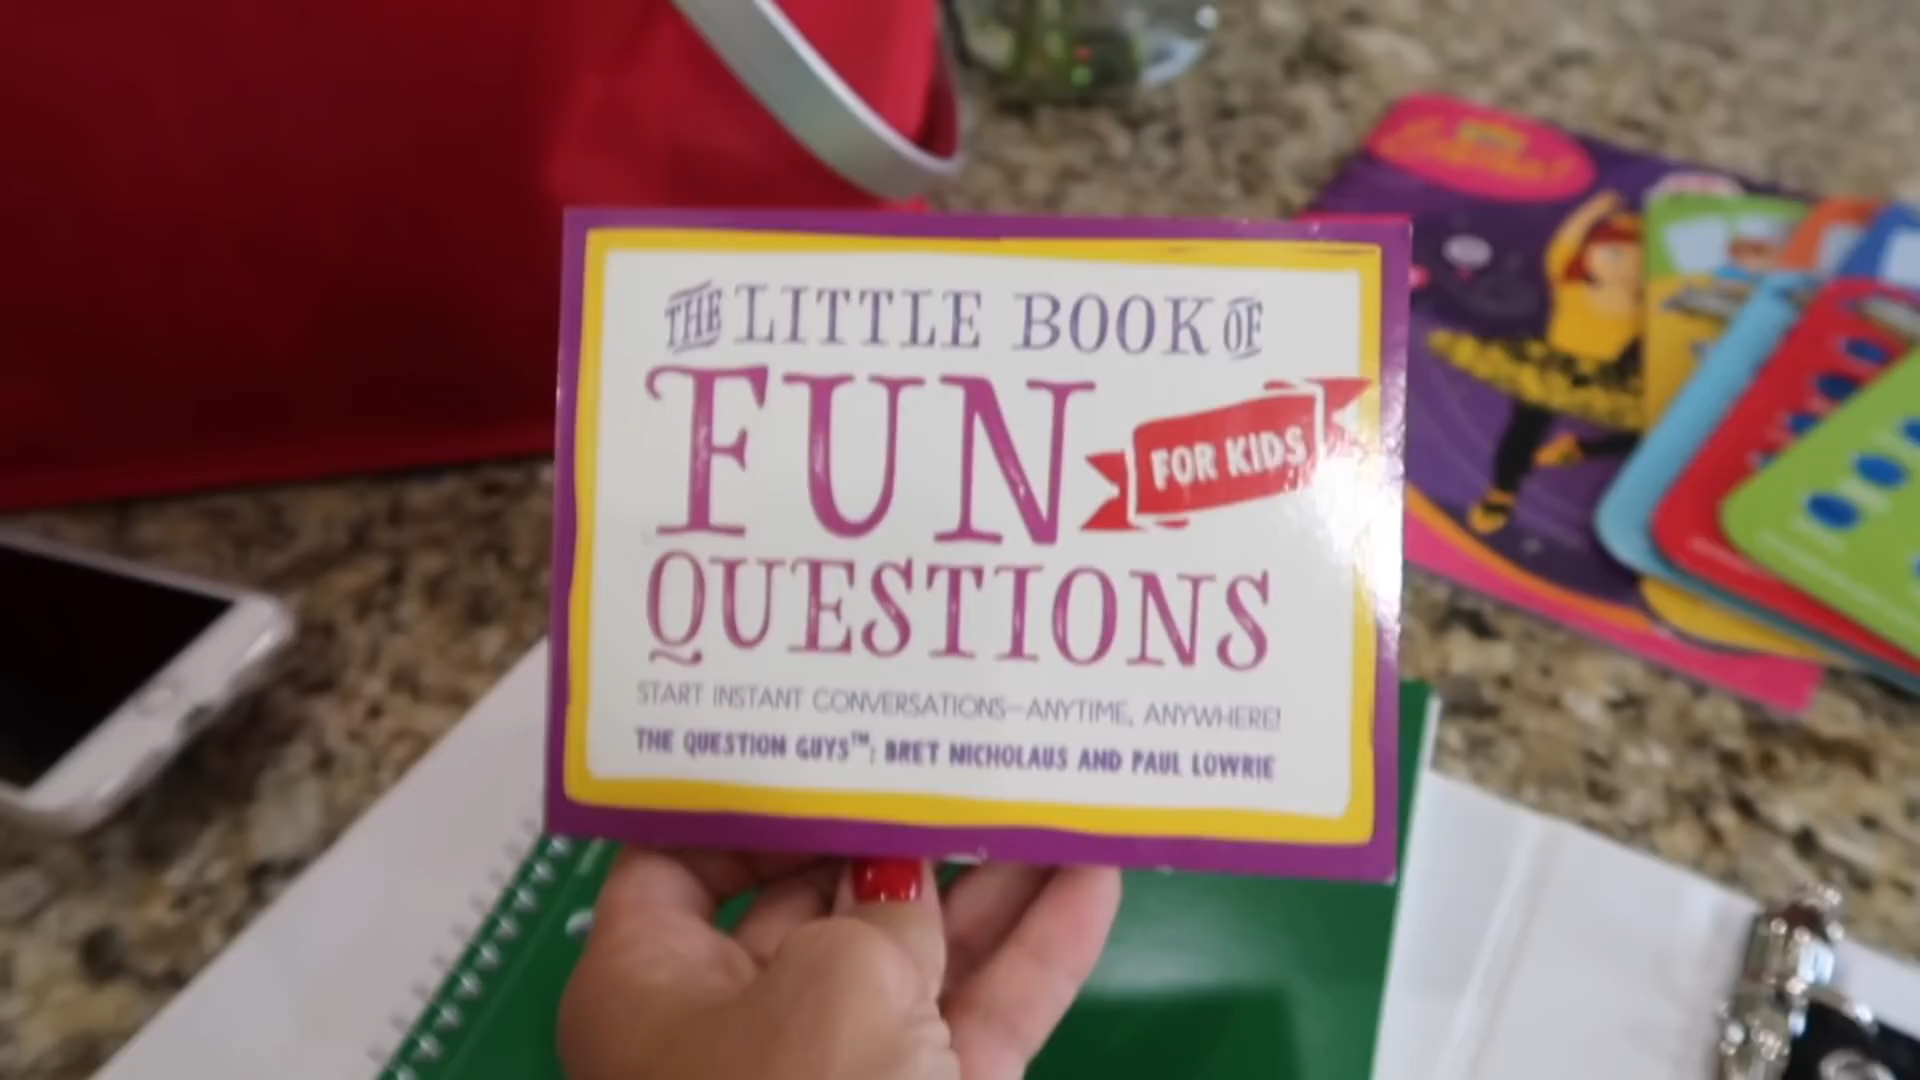 THE LITTLE BOOK OF
FUN
FOR KIDS
QUESTIONS
START INSTANT CONVERSATIONS—ANYTIME, ANYWHERE!
THE QUESTION GUYS™: BRET NICHOLAUS AND PAUL LOWRIE